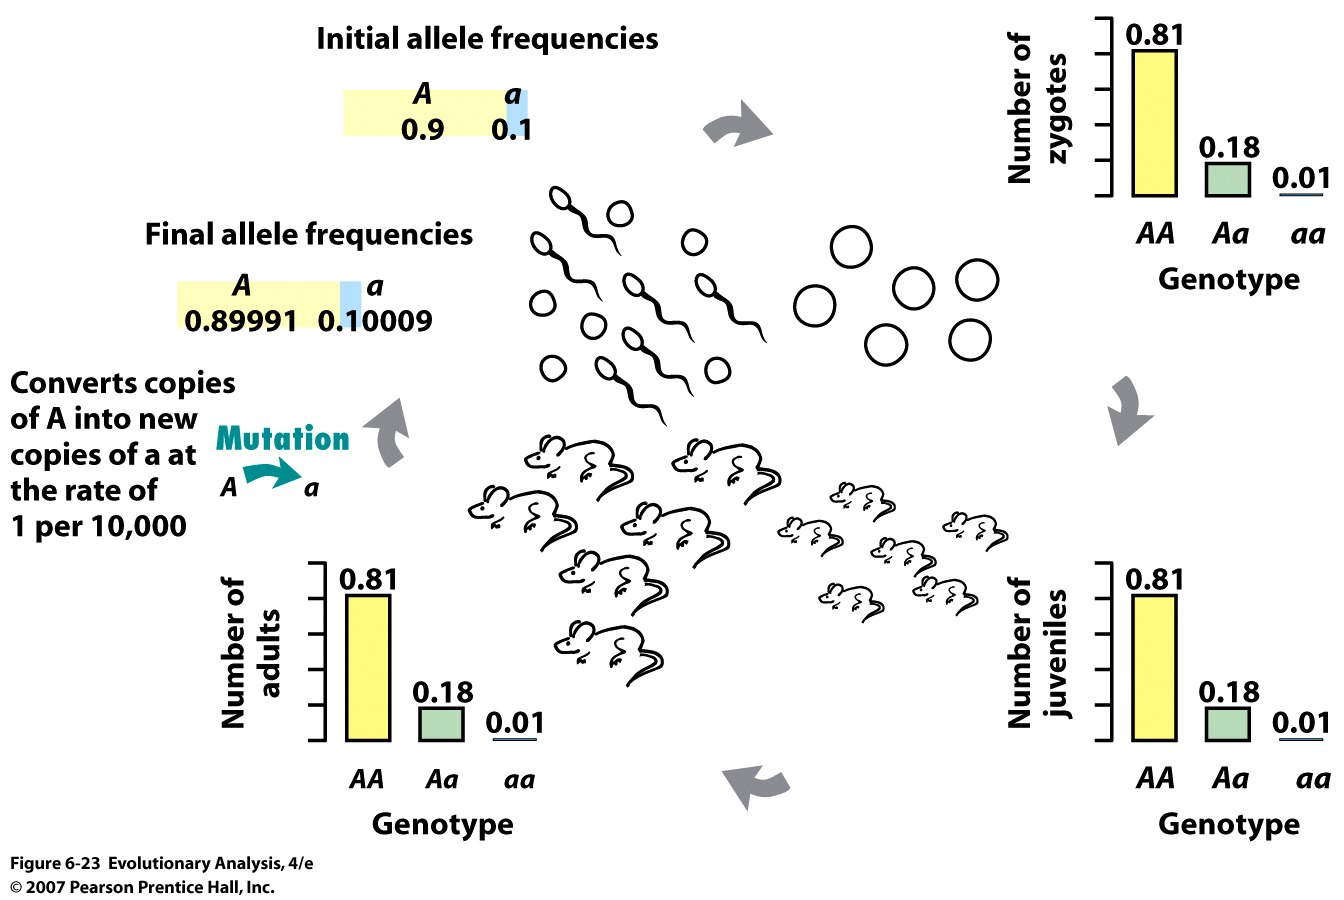 Initial allele frequencies
A a
0.9 0.1
Number of
zygotes
0.81
0.18
0.01
AA Aa aa
Genotype
Final allele frequencies
A a
0.89991 0.10009
Converts copies
of A into new
copies of a at
the rate of
1 per 10,000
Mutation
A a
Number of
adults
0.81
0.18
0.01
AA Aa aa
Genotype
Number of
juveniles
0.81
0.18
0.01
AA Aa aa
Genotype
Figure 6-23 Evolutionary Analysis, 4/e
© 2007 Pearson Prentice Hall, Inc.